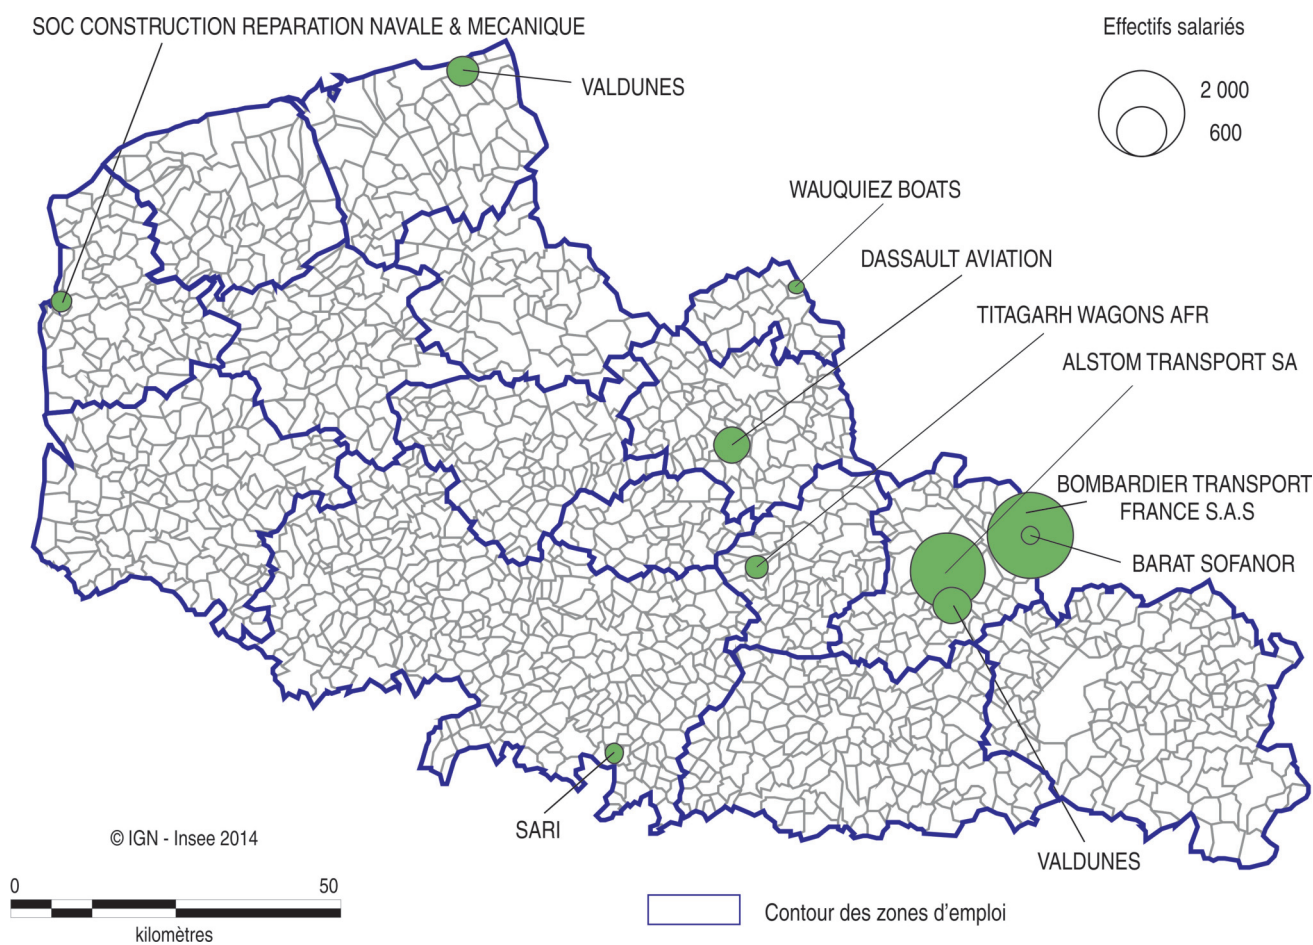 SOC CONSTRUCTION REPARATION NAVALE & MECANIQUE
Effectifs salariés
2 000
600
VALDUNES
WAUQUIEZ BOATS
DASSAULT AVIATION
TITAGARH WAGONS AFR
ALSTOM TRANSPORT SA
BOMBARDIER TRANSPORT
FRANCE S.A.S
BARAT SOFANOR
SARI
VALDUNES
© IGN - Insee 2014
0 50
kilomètres
Contour des zones d'emploi